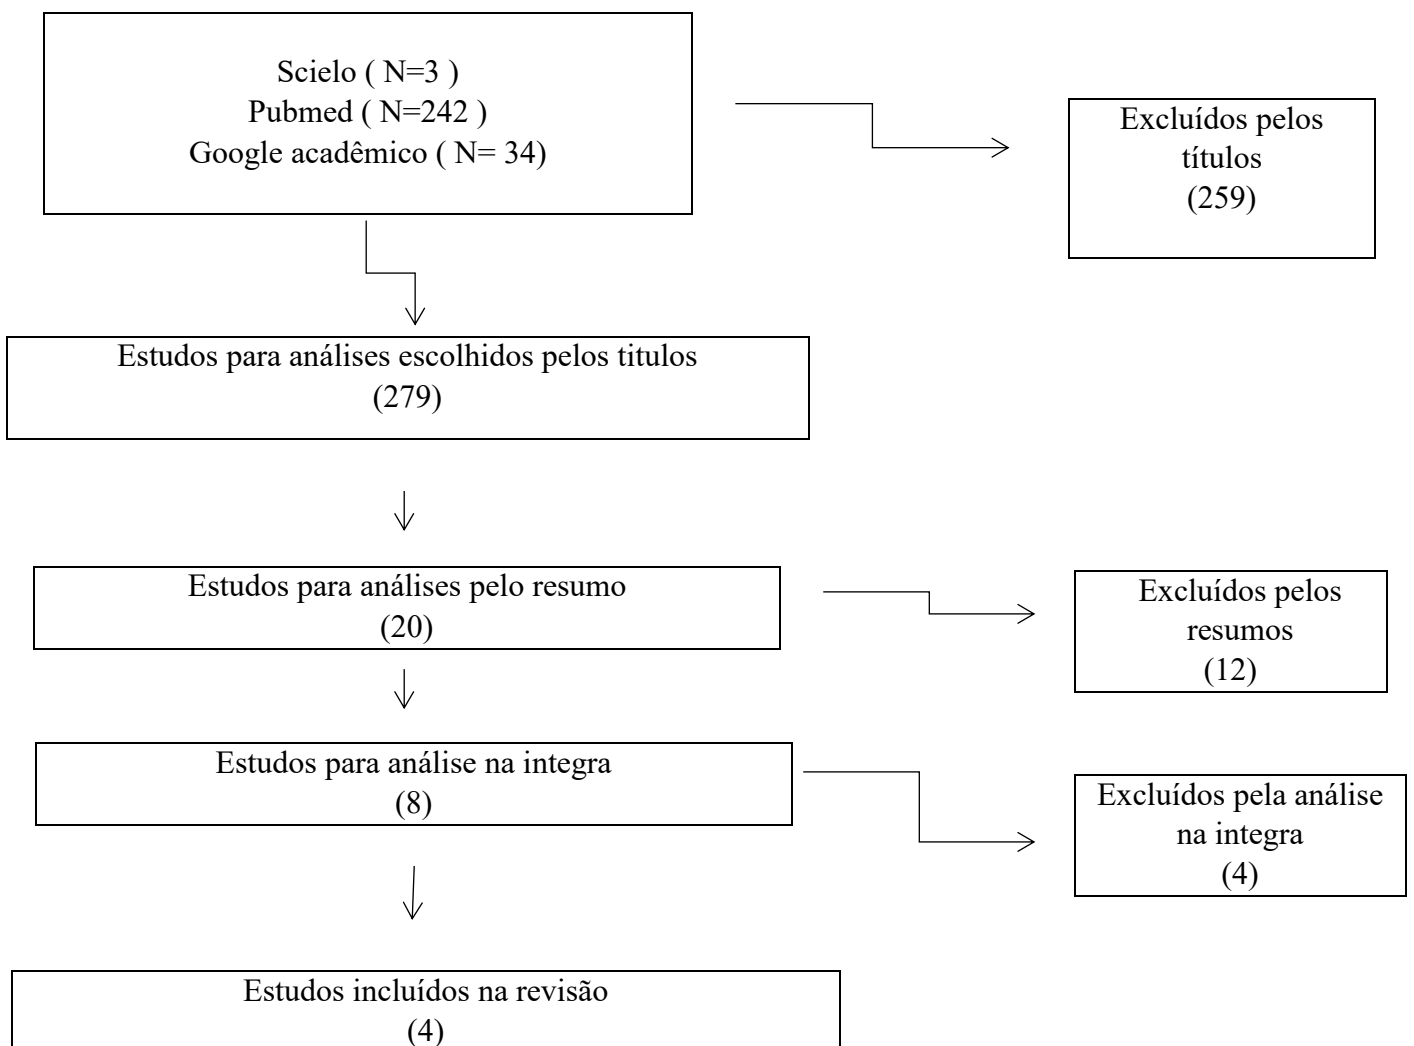 Scielo ( N=3 )
Pubmed ( N=242 )
Google acadêmico ( N= 34)
Excluídos pelos
títulos
(259)
Estudos para análises escolhidos pelos titulos
(279)
Estudos para análises pelo resumo
(20)
Excluídos pelos
resumos
(12)
Estudos para análise na integra
(8)
Excluídos pela análise
na integra
(4)
Estudos incluídos na revisão
(4)